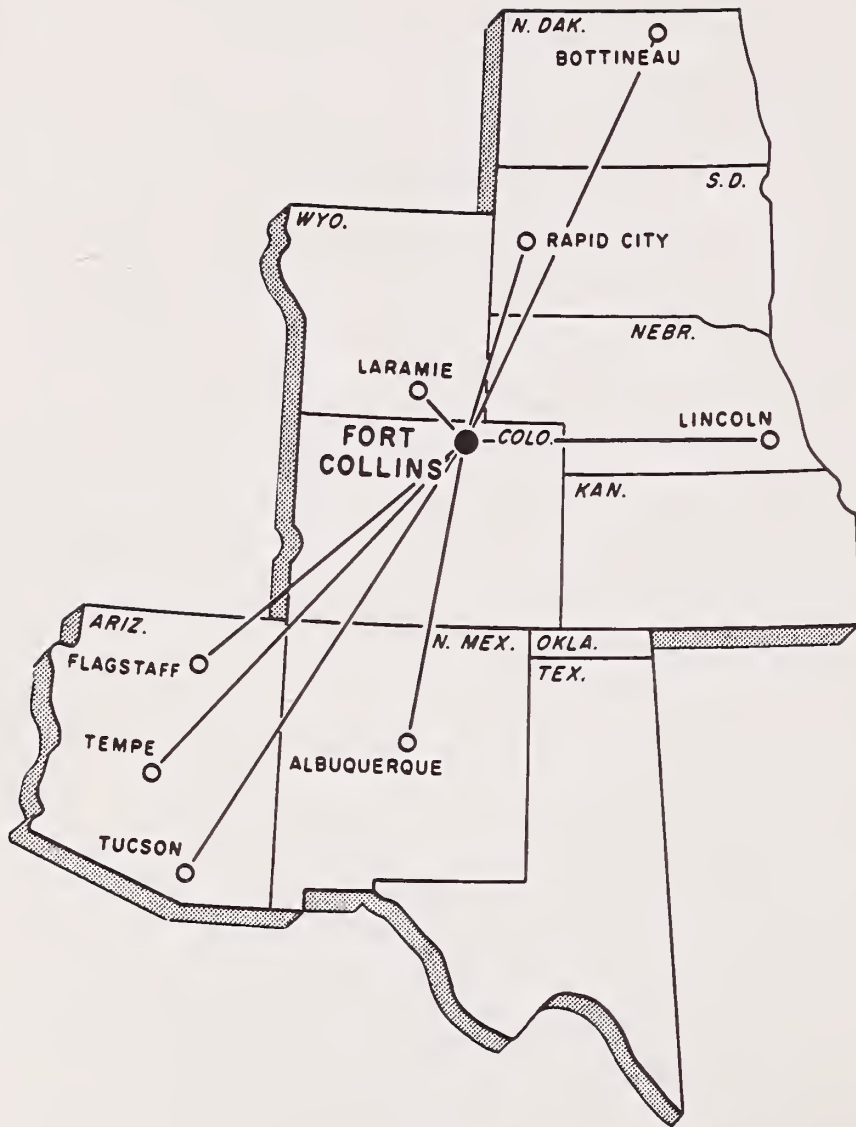 N. DAK.
BOTTINEAU
S.D.
WYO.
RAPID CITY
NEBR.
LARAMIE
FORT
COLLINS
COLO.
LINCOLN
KAN.
ARIZ.
FLAGSTAFF
N. MEX.
OKLA.
TEX.
TEMPE
ALBUQUERQUE
TUCSON